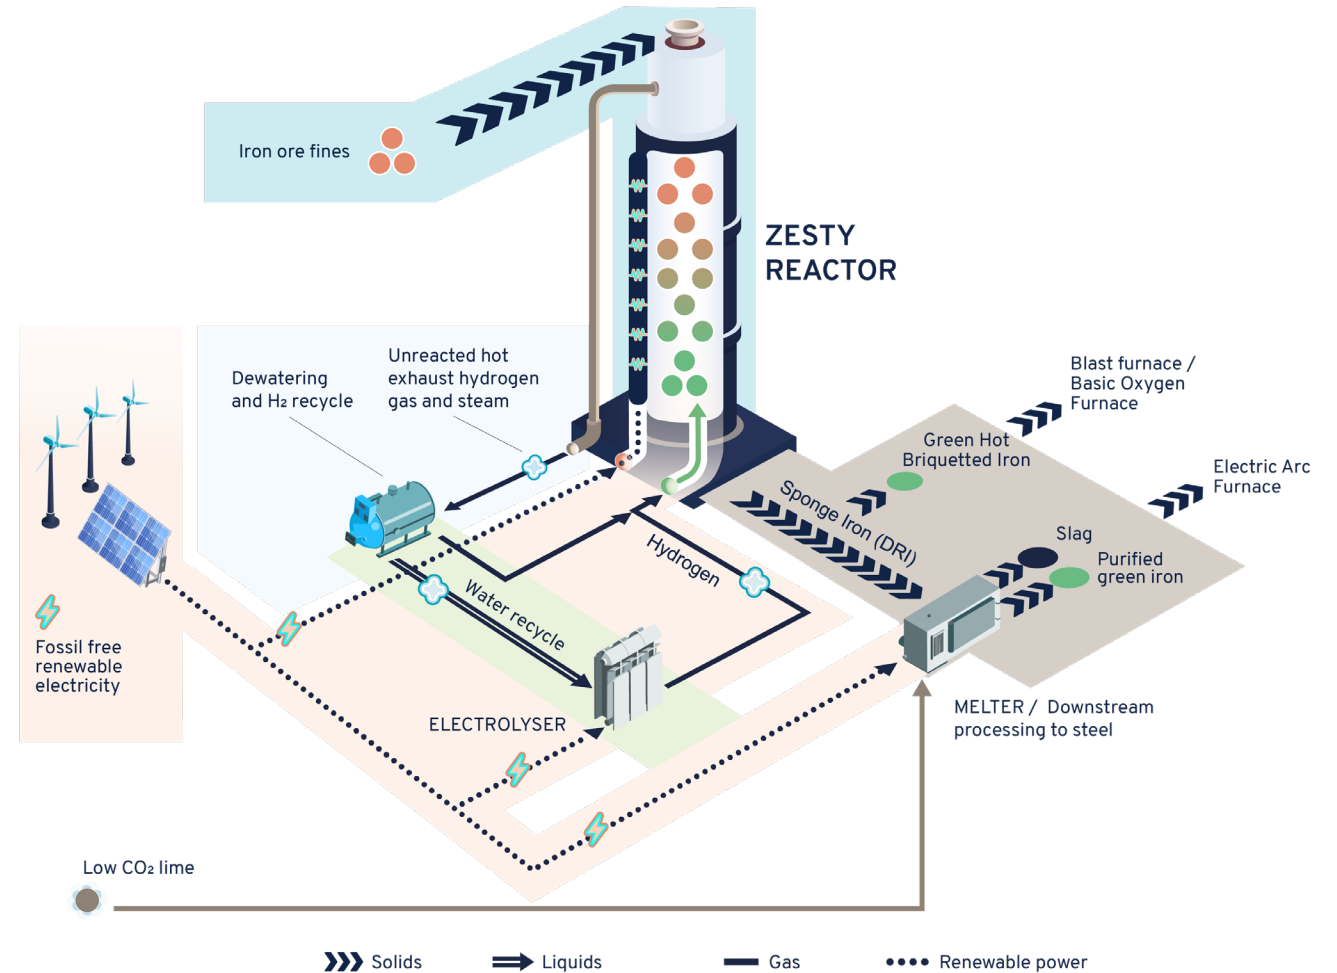 Iron ore fines
ZESTY
REACTOR
Dewatering
and H₂ recycle
Unreacted hot
exhaust hydrogen
gas and steam
Blast furnace /
Basic Oxygen
Furnace
Green Hot
Briquetted Iron
Electric Arc
Furnace
Sponge Iron (DRI)
Slag
Purified
green iron
Hydrogen
Water recycle
Fossil free
renewable
electricity
ELECTROLYSER
MELTER / Downstream
processing to steel
Low CO₂ lime
Solids
Liquids
Gas
Renewable power